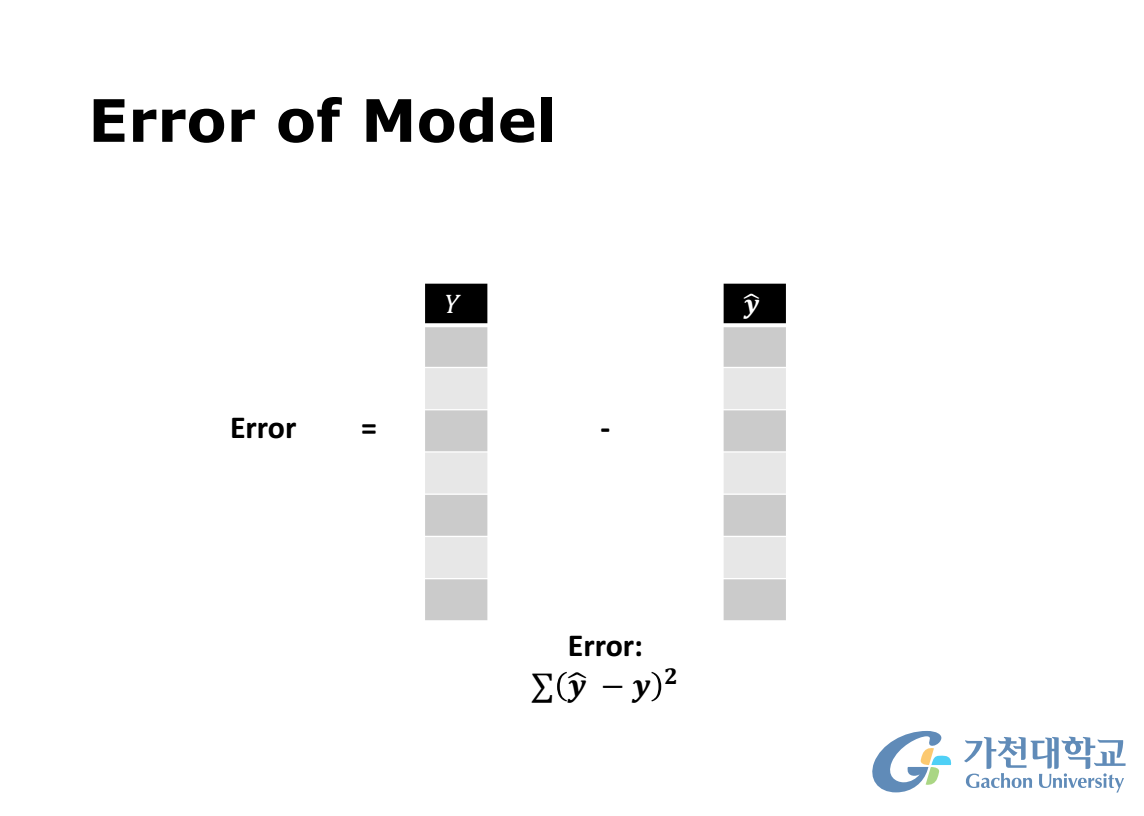 Error of Model
Y
ŷ
Error = -
Error:
∑(ŷ − y)²
가천대학교
Gachon University